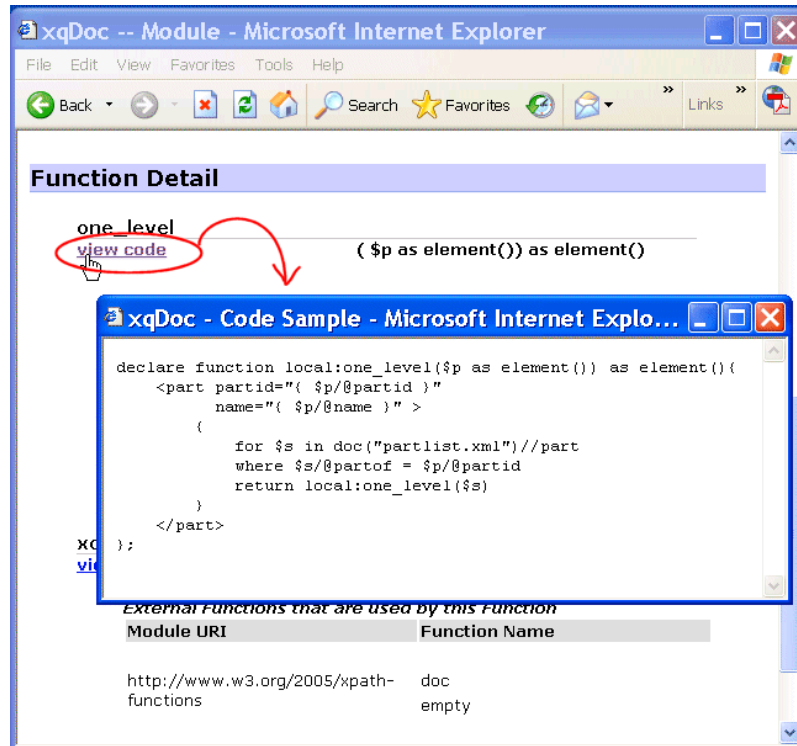 xqDoc -- Module - Microsoft Internet Explorer
File Edit View Favorites Tools Help
Back Search Favorites » Links »
Function Detail
one_level
view code ( $p as element()) as element()
xqDoc - Code Sample - Microsoft Internet Explo...
declare function local:one_level($p as element()) as element(){
<part partid="{ $p/@partid }"
name="{ $p/@name }" >
{
for $s in doc("partlist.xml")//part
where $s/@partof = $p/@partid
return local:one_level($s)
}
</part>
};
External Functions that are used by this Function
Module URI Function Name
http://www.w3.org/2005/xpath- doc
functions
empty